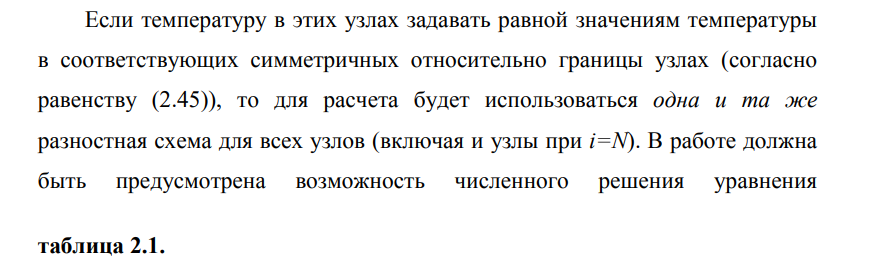 Если температуру в этих узлах задавать равной значениям температуры
в соответствующих симметричных относительно границы узлах (согласно
равенству (2.45)), то для расчета будет использоваться одна и та же
разностная схема для всех узлов (включая и узлы при i=N). В работе должна
быть предусмотрена возможность численного решения уравнения
таблица 2.1.